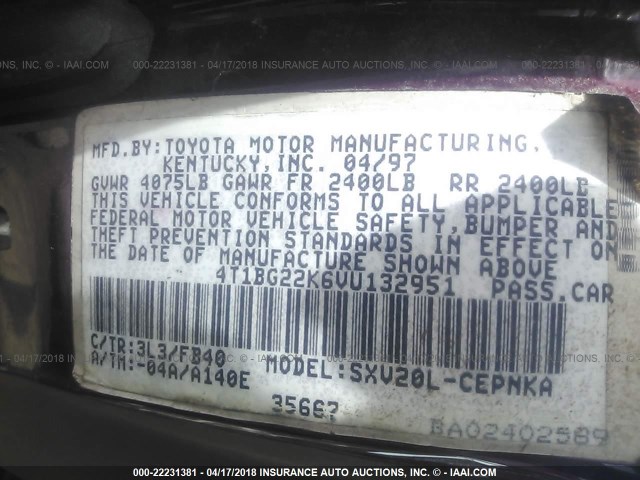 000-22231381 - 04/17/2018 INSURANCE AUTO AUCTIONS, INC. © - IAAI.COM
MFD.BY:TOYOTA MOTOR MANUFACTURING,
KENTUCKY,INC. 04/97
GVWR 4075LB GAWR FR 2400LB RR 2400LB
THIS VEHICLE CONFORMS TO ALL APPLICABLE
FEDERAL MOTOR VEHICLE SAFETY,BUMPER AND
THEFT PREVENTION STANDARDS IN EFFECT ON
THE DATE OF MANUFACTURE SHOWN ABOVE
4T1BG22K6VU132951 PASS.CAR
C/TR:3L3/FB40
A/TM:-04A/A140E MODEL:SXV20L-CEPNKA
35667
BA02402589
000-22231381 - 04/17/2018 INSURANCE AUTO AUCTIONS, INC. © - IAAI.COM